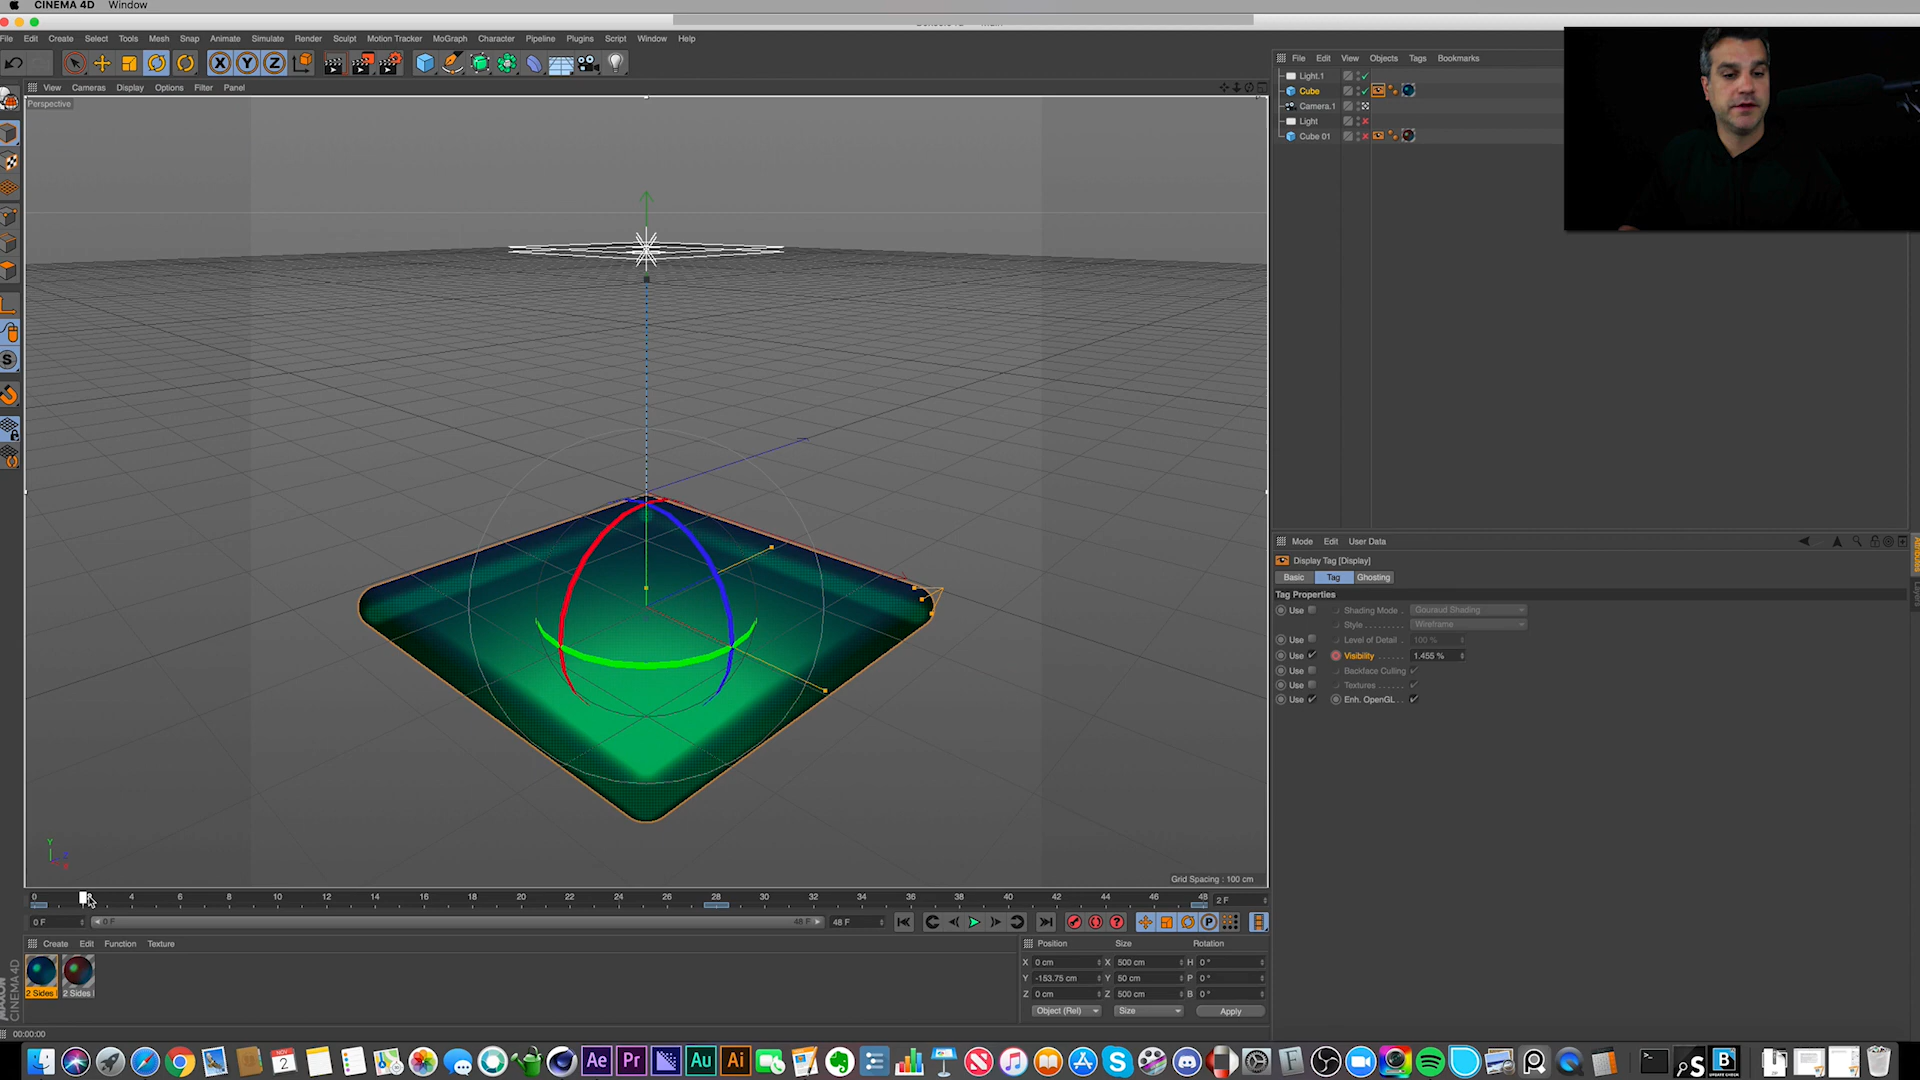 CINEMA 4D Window
File Edit Create Select Tools Mesh Snap Animate Simulate Render Sculpt Motion Tracker MoGraph Character Pipeline Plugins Script Window Help
X Y Z
File Edit View Objects Tags Bookmarks
View Cameras Display Options Filter Panel
Perspective
Light.1
Cube
Camera.1
Light
Cube 01
Mode Edit User Data
Display Tag [Display]
Basic Tag Ghosting
Tag Properties
Use Shading Mode Gouraud Shading
Style Wireframe
Use Level of Detail 100 %
Use Visibility 1.455 %
Use Backface Culling
Use Textures
Use Enh. OpenGL
Attributes
Layers
Y
Grid Spacing : 100 cm
0 4 6 8 10 12 14 16 18 20 22 24 26 28 30 32 34 36 38 40 42 44 46 48 2 F
0 F 0 F 48 F 48 F
Create Edit Function Texture
2 Sides 2 Sides
MAXON CINEMA 4D
Position Size Rotation
X 0 cm X 500 cm H 0 °
Y -153.75 cm Y 50 cm P 0 °
Z 0 cm Z 500 cm B 0 °
Object (Rel) Size Apply
00:00:00
NOV 2
Ae Pr Au Ai